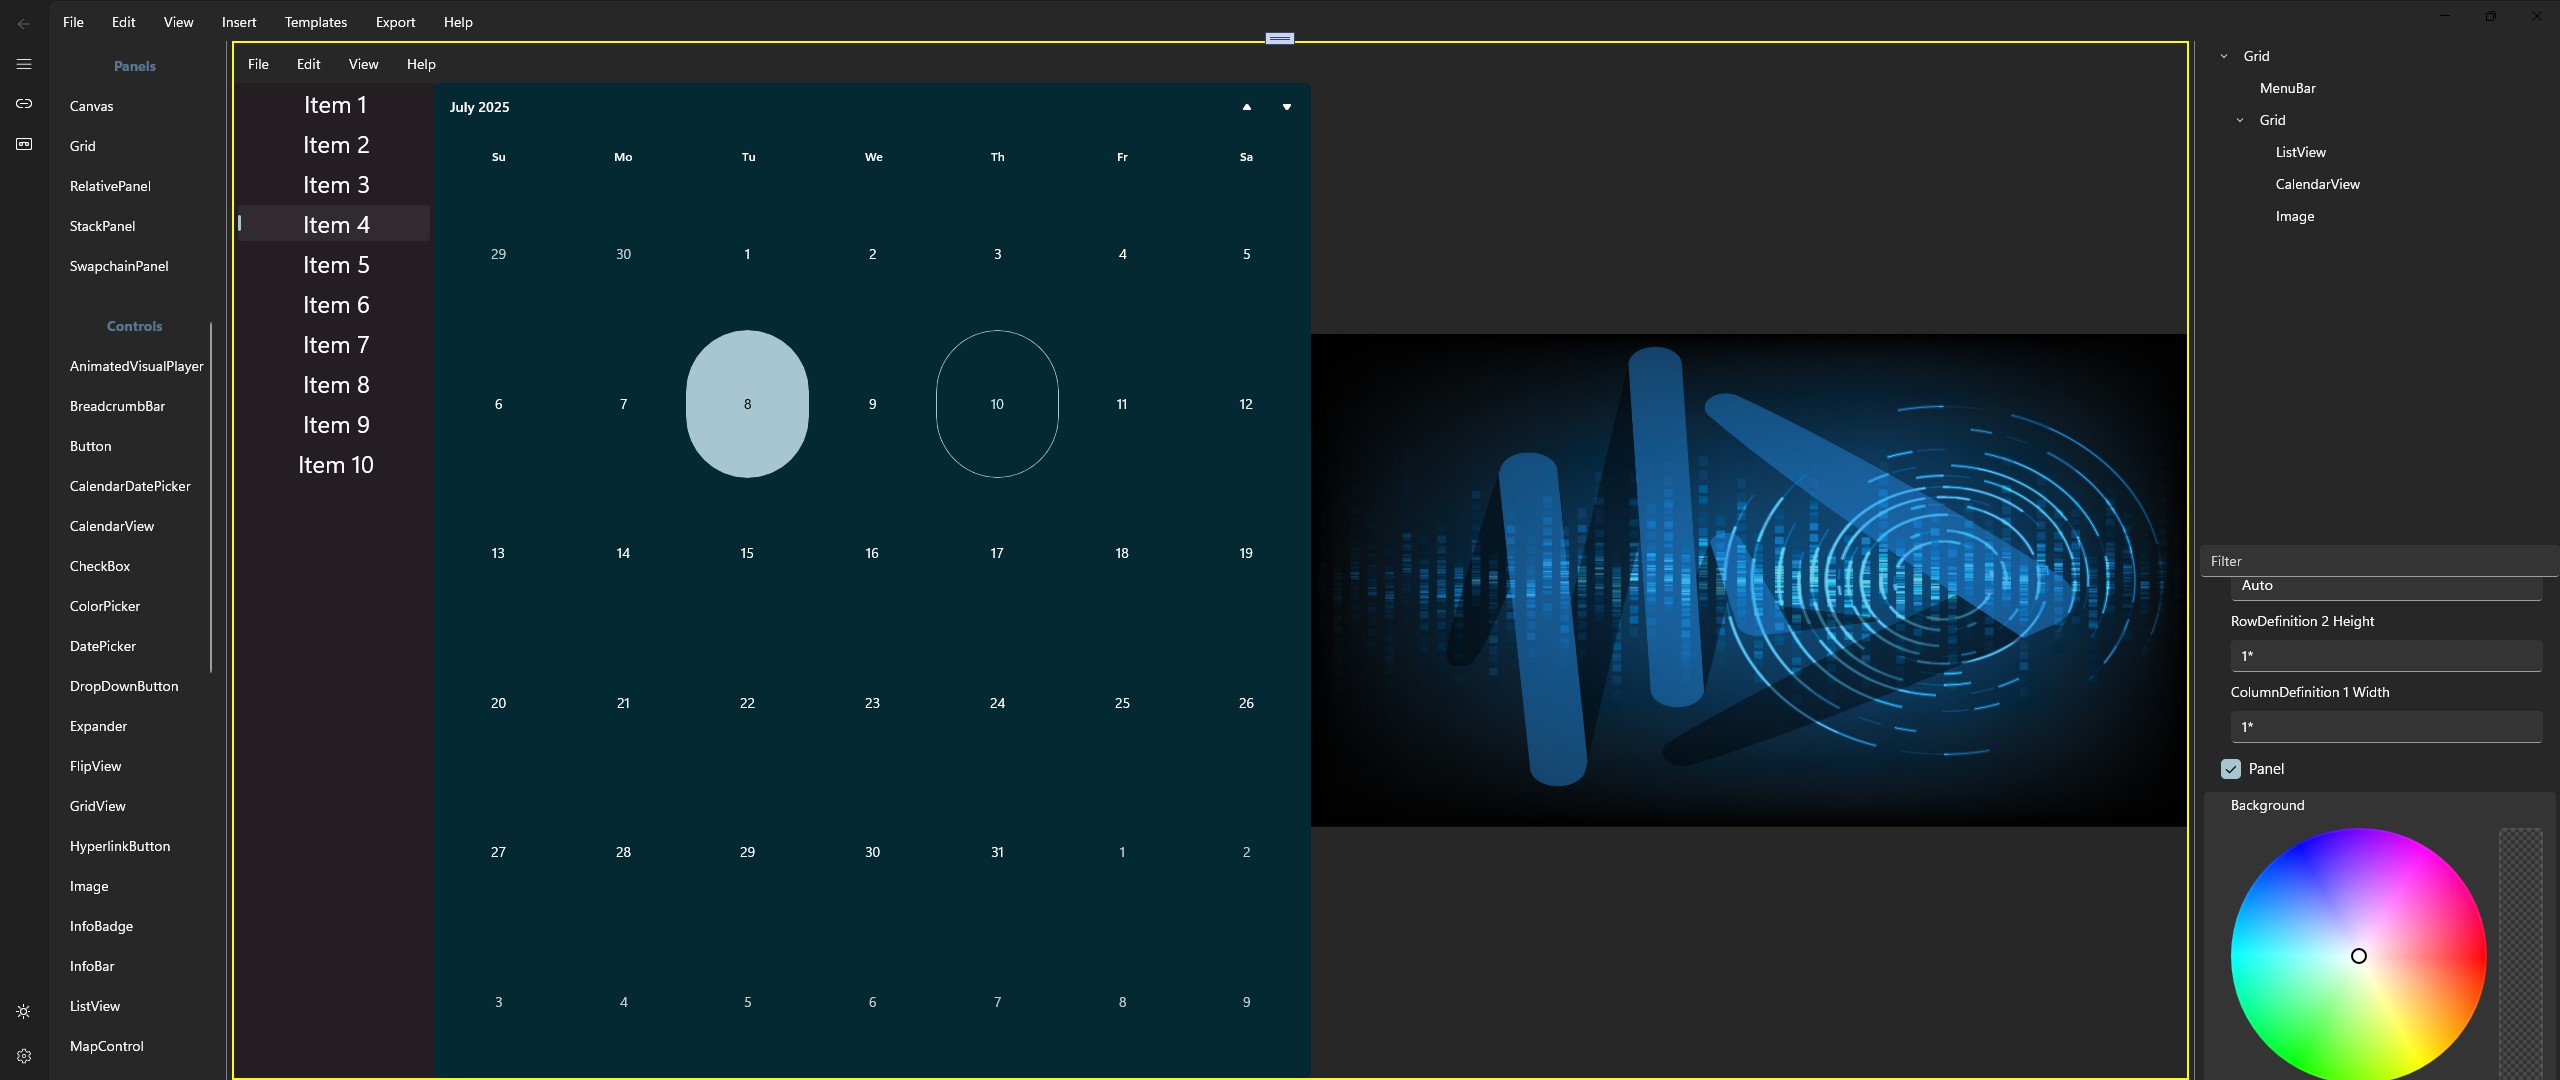 File Edit View Insert Templates Export Help
Panels
Canvas
Grid
RelativePanel
StackPanel
SwapchainPanel
Controls
AnimatedVisualPlayer
BreadcrumbBar
Button
CalendarDatePicker
CalendarView
CheckBox
ColorPicker
DatePicker
DropDownButton
Expander
FlipView
GridView
HyperlinkButton
Image
InfoBadge
InfoBar
ListView
MapControl
File Edit View Help
Item 1
Item 2
Item 3
Item 4
Item 5
Item 6
Item 7
Item 8
Item 9
Item 10
July 2025
Su Mo Tu We Th Fr Sa
29 30 1 2 3 4 5
6 7 8 9 10 11 12
13 14 15 16 17 18 19
20 21 22 23 24 25 26
27 28 29 30 31 1 2
3 4 5 6 7 8 9
Grid
MenuBar
Grid
ListView
CalendarView
Image
Filter
Auto
RowDefinition 2 Height
1*
ColumnDefinition 1 Width
1*
Panel
Background